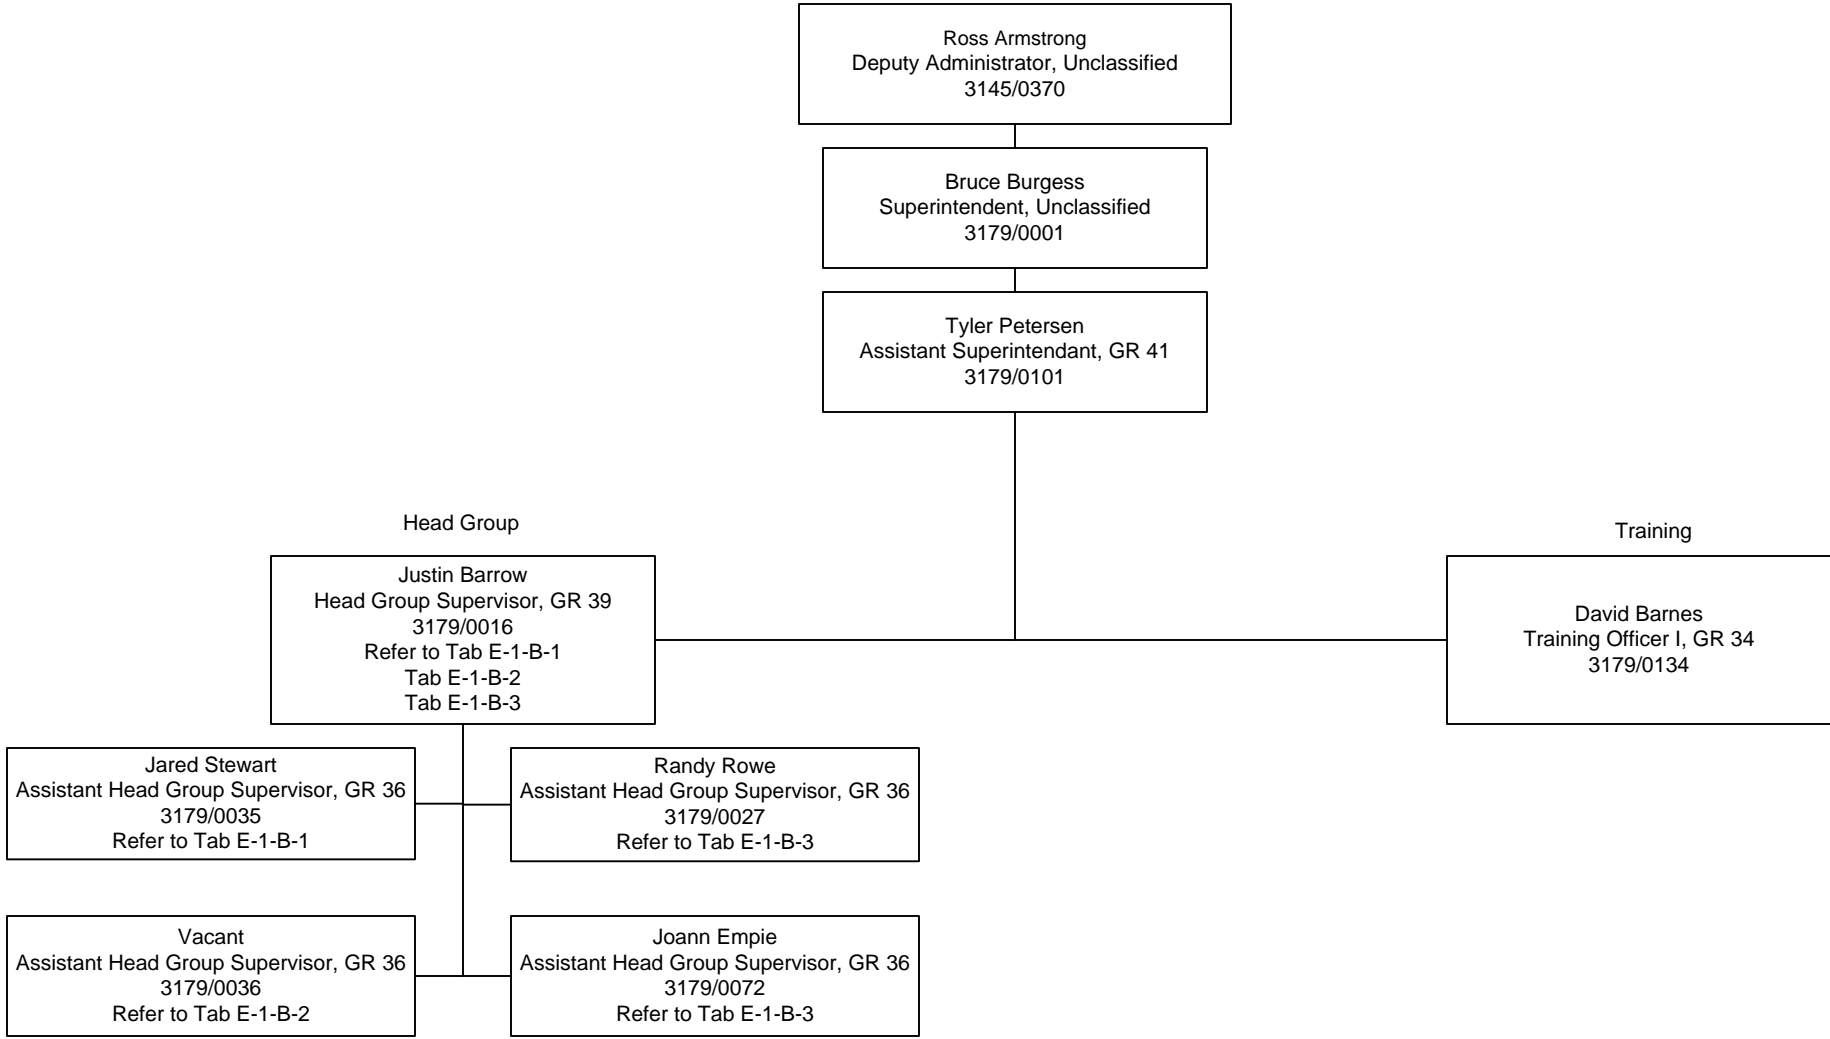 Ross Armstrong
Deputy Administrator, Unclassified
3145/0370
Bruce Burgess
Superintendent, Unclassified
3179/0001
Tyler Petersen
Assistant Superintendant, GR 41
3179/0101
Head Group
Justin Barrow
Head Group Supervisor, GR 39
3179/0016
Refer to Tab E-1-B-1
Tab E-1-B-2
Tab E-1-B-3
Training
David Barnes
Training Officer I, GR 34
3179/0134
Jared Stewart
Assistant Head Group Supervisor, GR 36
3179/0035
Refer to Tab E-1-B-1
Randy Rowe
Assistant Head Group Supervisor, GR 36
3179/0027
Refer to Tab E-1-B-3
Vacant
Assistant Head Group Supervisor, GR 36
3179/0036
Refer to Tab E-1-B-2
Joann Empie
Assistant Head Group Supervisor, GR 36
3179/0072
Refer to Tab E-1-B-3